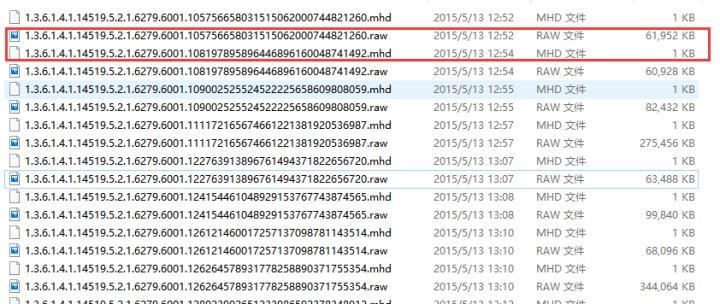 1.3.6.1.4.1.14519.5.2.1.6279.6001.105756658031515062000744821260.mhd 2015/5/13 12:52 MHD 文件 1 KB
1.3.6.1.4.1.14519.5.2.1.6279.6001.105756658031515062000744821260.raw 2015/5/13 12:52 RAW 文件 61,952 KB
1.3.6.1.4.1.14519.5.2.1.6279.6001.108197895896446896160048741492.mhd 2015/5/13 12:54 MHD 文件 1 KB
1.3.6.1.4.1.14519.5.2.1.6279.6001.108197895896446896160048741492.raw 2015/5/13 12:54 RAW 文件 60,928 KB
1.3.6.1.4.1.14519.5.2.1.6279.6001.109002525524522225658609808059.mhd 2015/5/13 12:55 MHD 文件 1 KB
1.3.6.1.4.1.14519.5.2.1.6279.6001.109002525524522225658609808059.raw 2015/5/13 12:55 RAW 文件 82,432 KB
1.3.6.1.4.1.14519.5.2.1.6279.6001.111172165674661221381920536987.mhd 2015/5/13 12:57 MHD 文件 1 KB
1.3.6.1.4.1.14519.5.2.1.6279.6001.111172165674661221381920536987.raw 2015/5/13 12:57 RAW 文件 275,456 KB
1.3.6.1.4.1.14519.5.2.1.6279.6001.122763913896761494371822656720.mhd 2015/5/13 13:07 MHD 文件 1 KB
1.3.6.1.4.1.14519.5.2.1.6279.6001.122763913896761494371822656720.raw 2015/5/13 13:07 RAW 文件 63,488 KB
1.3.6.1.4.1.14519.5.2.1.6279.6001.124154461048929153767743874565.mhd 2015/5/13 13:08 MHD 文件 1 KB
1.3.6.1.4.1.14519.5.2.1.6279.6001.124154461048929153767743874565.raw 2015/5/13 13:08 RAW 文件 99,840 KB
1.3.6.1.4.1.14519.5.2.1.6279.6001.126121460017257137098781143514.mhd 2015/5/13 13:10 MHD 文件 1 KB
1.3.6.1.4.1.14519.5.2.1.6279.6001.126121460017257137098781143514.raw 2015/5/13 13:10 RAW 文件 68,096 KB
1.3.6.1.4.1.14519.5.2.1.6279.6001.126264578931778258890371755354.mhd 2015/5/13 13:10 MHD 文件 1 KB
1.3.6.1.4.1.14519.5.2.1.6279.6001.126264578931778258890371755354.raw 2015/5/13 13:10 RAW 文件 344,064 KB